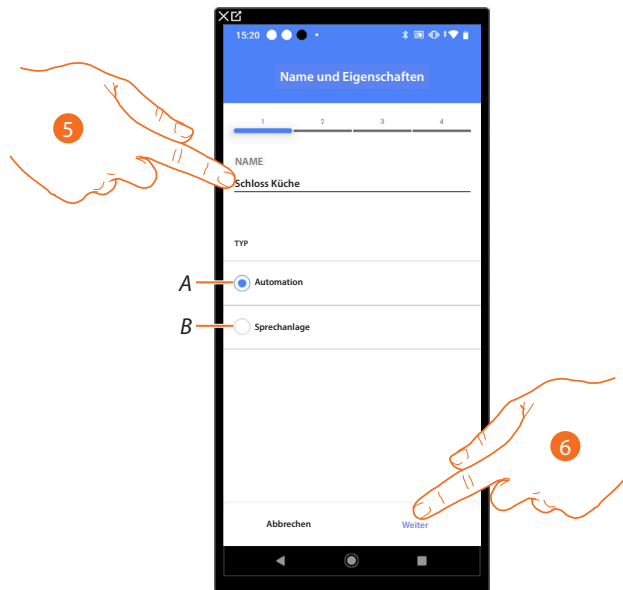 15:20
Name und Eigenschaften
1 2 3 4
5
NAME
Schloss Küche
TYP
A Automation
B Sprechanlage
6
Abbrechen Weiter